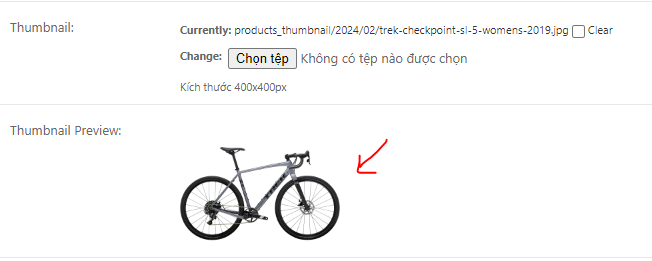 Thumbnail:
Currently: products_thumbnail/2024/02/trek-checkpoint-sl-5-womens-2019.jpg Clear
Change: Chọn tệp Không có tệp nào được chọn
Kích thước 400x400px
Thumbnail Preview:
TREK